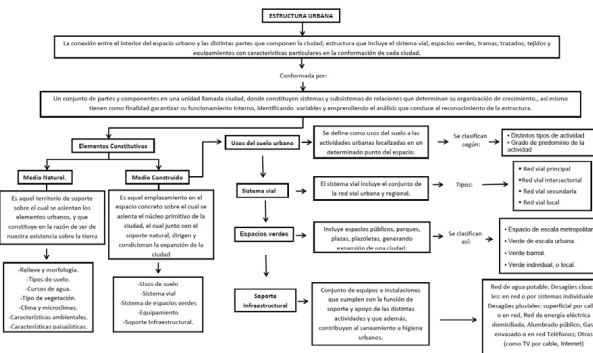 ESTRUCTURA URBANA
La conexión entre el interior del espacio urbano y las distintas partes que componen la ciudad; estructura que incluye el sistema vial, espacios verdes, tramas, trazados, tejidos y
equipamientos con características particulares en la conformación de cada ciudad.
Conformada por:
Un conjunto de partes y componentes en una unidad llamada ciudad, donde constituyen sistemas y subsistemas de relaciones que determinan su organización de crecimiento., así mismo
tienen como finalidad garantizar su funcionamiento interno, identificando variables y emprendiendo el análisis que conduce al reconocimiento de la estructura.
Elementos Constitutivos
Medio Natural.
Medio Construido
Es aquel territorio de soporte
sobre el cual se asientan los
elementos urbanos, y que
constituye en la razón de ser de
nuestra existencia sobre la tierra
-Relieve y morfología.
-Tipos de suelo.
-Cursos de agua.
-Tipo de vegetación.
-Clima y microclimas.
-Características ambientales.
-Características paisajísticas.
Es aquel emplazamiento en el
espacio concreto sobre el cual se
asienta el núcleo primitivo de la
ciudad, el cual junto con el
soporte natural, dirigen y
condicionan la expansión de la
ciudad
-Usos de suelo
-Sistema vial
-Sistema de espacios verdes
-Equipamiento
-Soporte Infraestructural.
Usos del suelo urbano
Se define como usos del suelo a las
actividades urbanas localizadas en un
determinado punto del espacio.
Se clasifican
según:
• Distintos tipos de actividad
• Grado de predominio de la
actividad
Sistema vial
El sistema vial incluye el conjunto de
la red vial urbana y regional.
Tipos:
• Red vial principal
•Red vial intersectorial
• Red vial secundaria
• Red vial local
Espacios verdes
Incluye espacios públicos, parques,
plazas, plazoletas, generando
expansión de una ciudad.
Se clasifican
así:
• Espacio de escala metropolitar
• Verde de escala urbana.
• Verde barrial.
• Verde individual, o local.
Soporte
Infraestructural
Conjunto de equipos e instalaciones
que cumplen con la función de
soporte y apoyo de las distintas
actividades y que además,
contribuyen al saneamiento e higiene
urbanos.
Red de agua potable, Desagües cloac
les: en red o por sistemas individuale
Desagües pluviales: superficial por call
o en red, Red de energía eléctrica
domiciliada, Alumbrado público, Gas
envasado o en red Teléfonos; Otras
(como TV por cable, Internet)